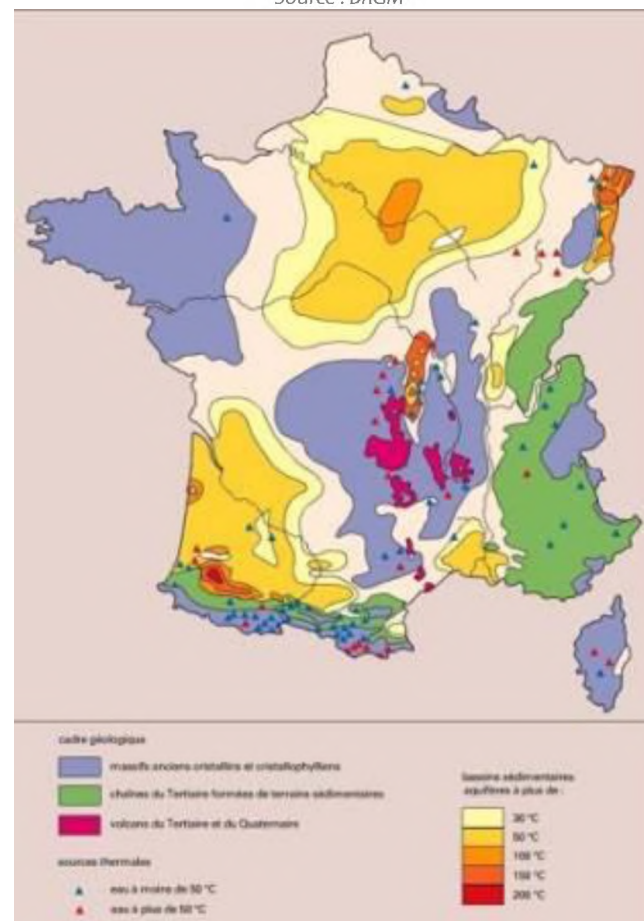 Source : BRGM
cadre géologique
massifs anciens cristallins et cristallophylliens
chaînes du Tertiaire formées de terrains sédimentaires
volcans du Tertiaire et du Quaternaire
sources thermales
eau à moins de 50 °C
eau à plus de 50 °C
bassins sédimentaires
aquifères à plus de :
30 °C
50 °C
100 °C
150 °C
200 °C